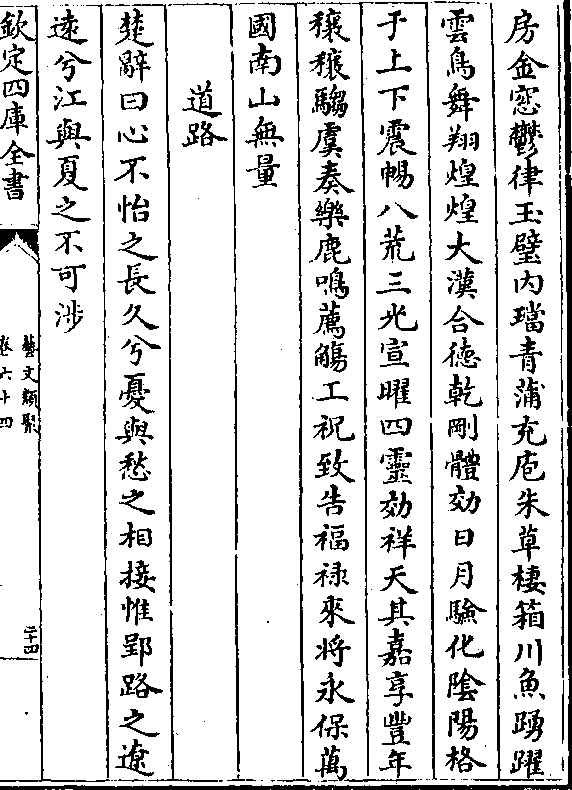 房金窓鬱律玉璧内璫青蒲充庖朱草棲箱川魚踴躍
雲鳥舞翔煌煌大漢合德乾剛體効日月驗化隂陽格
于上下震暢八荒三光宣曜四靈効祥天其嘉享豐年
穰穰騶虞奏樂鹿鳴薦觴工祝致告福禄來將永保萬
國南山無量
道路
楚辭曰心不怡之長久兮憂與愁之相接惟郢路之遼
遠兮江與夏之不可涉
欽定四庫全書
藝文類聚
卷六十四
二十四